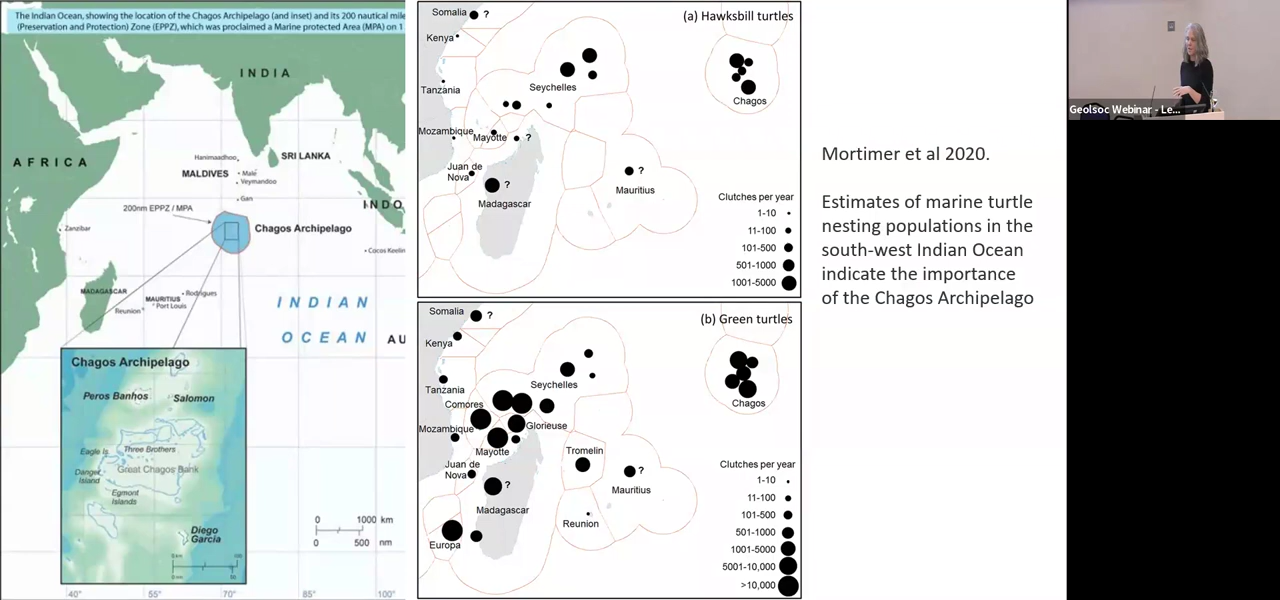 The Indian Ocean, showing the location of the Chagos Archipelago (and inset) and its 200 nautical mile
(Preservation and Protection) Zone (EPPZ), which was proclaimed a Marine protected Area (MPA) on 1
INDIA
AFRICA
Hanimaadhoo
SRI LANKA
MALDIVES
Male
Veymandoo
Gan
INDO
200nm EPPZ / MPA
Chagos Archipelago
Zanzibar
Cocos Keelin
MADAGASCAR
MAURITIUS
Rodrigues
Port Louis
Reunion
INDIAN
OCEAN
AU
Chagos Archipelago
Peros Banhos
Salomon
Eagle Is.
Three Brothers
Danger
Island
Great Chagos Bank
Egmont
Islands
Diego
Garcia
0 1000 km
0 500 nm
40° 55° 70° 85° 100°
(a) Hawksbill turtles
Somalia ?
Kenya
Tanzania
Seychelles
Chagos
Mozambique
Mayotte ?
Juan de
Nova
?
Madagascar
?
Mauritius
Clutches per year
1-10
11-100
101-500
501-1000
1001-5000
(b) Green turtles
Somalia ?
Kenya
Tanzania
Seychelles
Chagos
Comores
Mozambique
Glorieuse
Mayotte
Tromelin
Juan de
Nova
?
Madagascar
?
Mauritius
Reunion
Europa
Clutches per year
1-10
11-100
101-500
501-1000
1001-5000
5001-10,000
>10,000
Mortimer et al 2020.
Estimates of marine turtle
nesting populations in the
south-west Indian Ocean
indicate the importance
of the Chagos Archipelago
Geolsoc Webinar - Le...